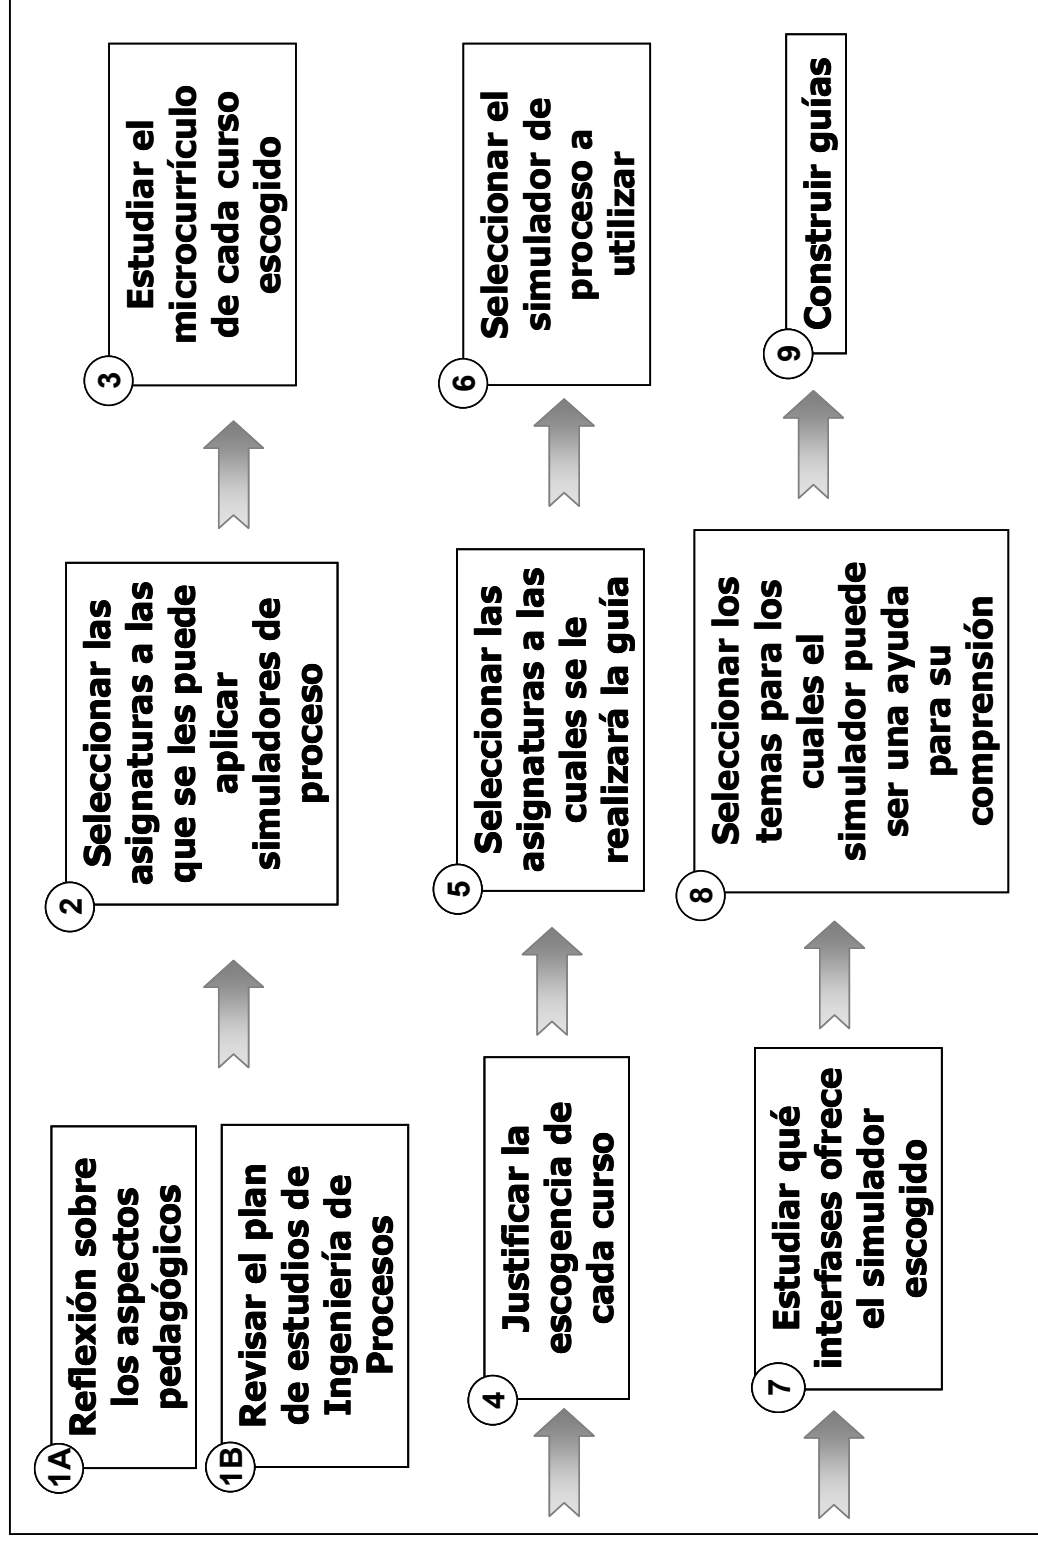 1A
Reflexión sobre
los aspectos
pedagógicos
1B
Revisar el plan
de estudios de
Ingeniería de
Procesos
2
Seleccionar las
asignaturas a las
que se les puede
aplicar
simuladores de
proceso
3
Estudiar el
microcurrículo
de cada curso
escogido
4
Justificar la
escogencia de
cada curso
5
Seleccionar las
asignaturas a las
cuales se le
realizará la guía
6
Seleccionar el
simulador de
proceso a
utilizar
7
Estudiar qué
interfases ofrece
el simulador
escogido
8
Seleccionar los
temas para los
cuales el
simulador puede
ser una ayuda
para su
comprensión
9
Construir guías